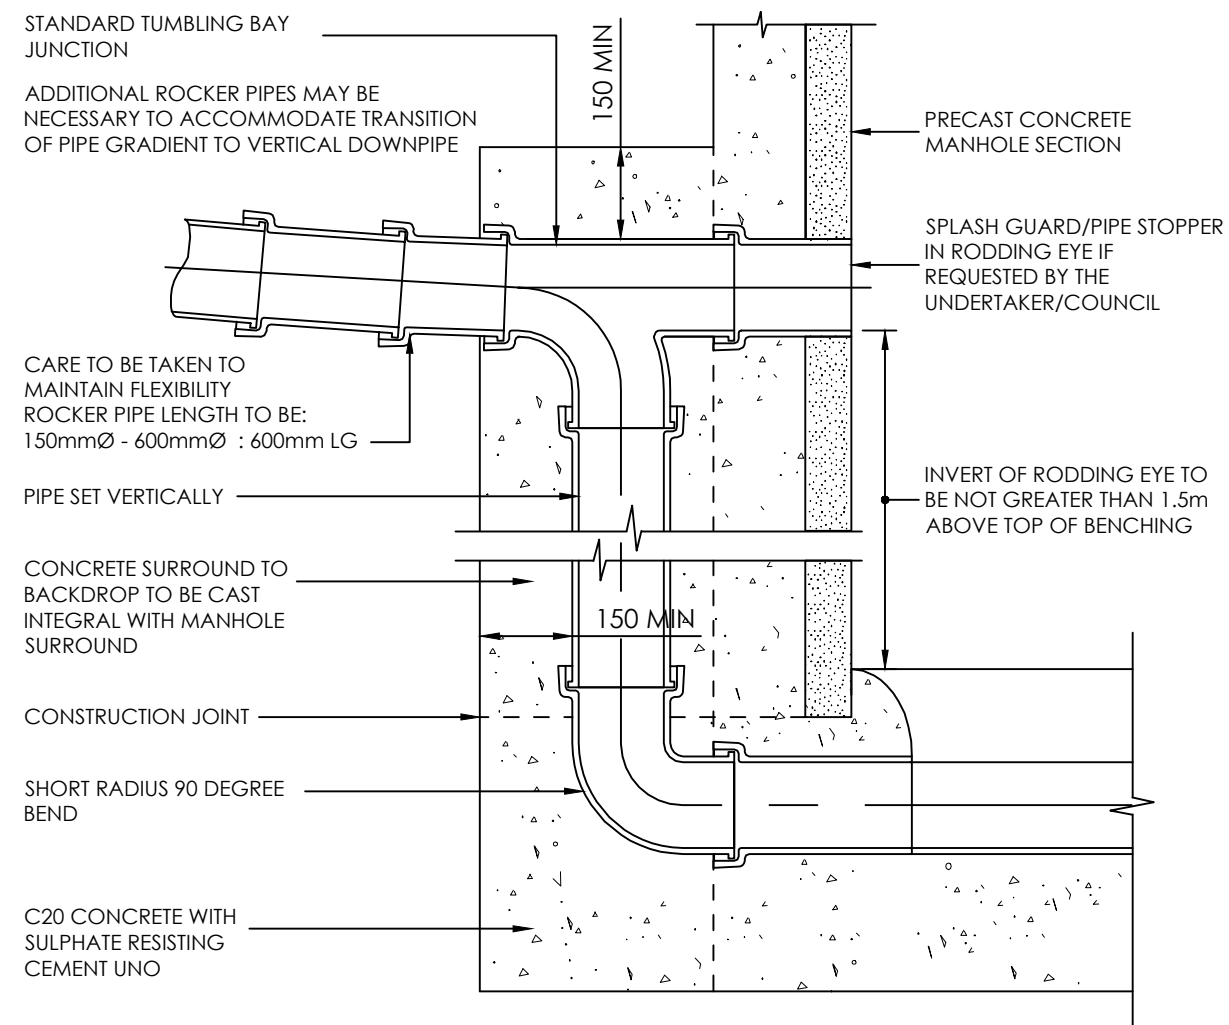 STANDARD TUMBLING BAY
JUNCTION
ADDITIONAL ROCKER PIPES MAY BE
NECESSARY TO ACCOMMODATE TRANSITION
OF PIPE GRADIENT TO VERTICAL DOWNPIPE
150 MIN
PRECAST CONCRETE
MANHOLE SECTION
SPLASH GUARD/PIPE STOPPER
IN RODDING EYE IF
REQUESTED BY THE
UNDERTAKER/COUNCIL
CARE TO BE TAKEN TO
MAINTAIN FLEXIBILITY
ROCKER PIPE LENGTH TO BE:
150mmØ - 600mmØ : 600mm LG
PIPE SET VERTICALLY
INVERT OF RODDING EYE TO
BE NOT GREATER THAN 1.5m
ABOVE TOP OF BENCHING
CONCRETE SURROUND TO
BACKDROP TO BE CAST
INTEGRAL WITH MANHOLE
SURROUND
150 MIN
CONSTRUCTION JOINT
SHORT RADIUS 90 DEGREE
BEND
C20 CONCRETE WITH
SULPHATE RESISTING
CEMENT UNO